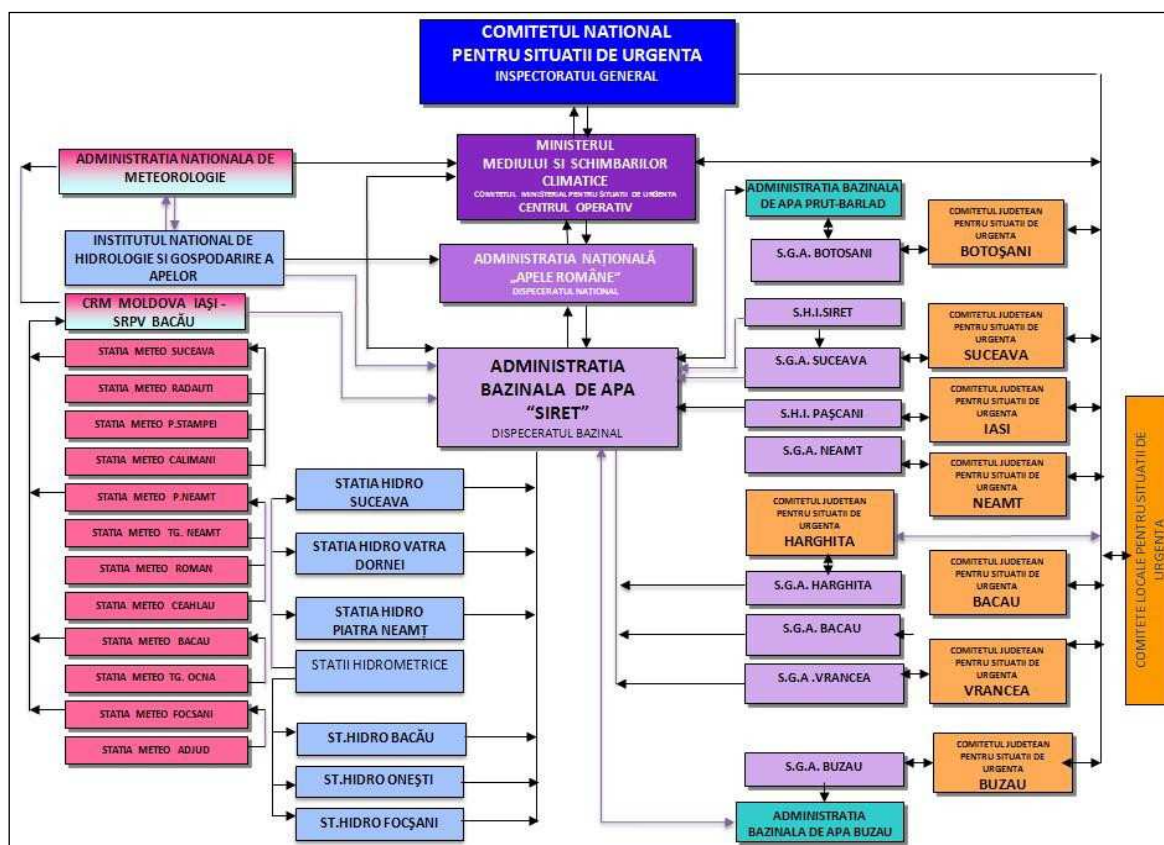 COMITETUL NATIONAL
PENTRU SITUATII DE URGENTA
INSPECTORATUL GENERAL
MINISTERUL
MEDIULUI SI SCHIMBARILOR
CLIMATICE
COMITETUL MINISTERIAL PENTRU SITUATII DE URGENTA
CENTRUL OPERATIV
ADMINISTRATIA NATIONALA DE
METEOROLOGIE
INSTITUTUL NATIONAL DE
HIDROLOGIE SI GOSPODARIRE A
APELOR
ADMINISTRATIA NAȚIONALĂ
„APELE ROMÂNE”
DISPECERATUL NAȚIONAL
CRM MOLDOVA IAȘI -
SRPV BACĂU
ADMINISTRATIA
BAZINALA DE APA
“SIRET”
DISPECERATUL BAZINAL
STATIA METEO SUCEAVA
STATIA METEO RADAUTI
STATIA METEO P.STAMPEI
STATIA METEO CALIMANI
STATIA METEO P.NEAMT
STATIA METEO TG. NEAMT
STATIA METEO ROMAN
STATIA METEO CEAHLAU
STATIA METEO BACAU
STATIA METEO TG. OCNA
STATIA METEO FOCSANI
STATIA METEO ADJUD
STATIA HIDRO
SUCEAVA
STATIA HIDRO VATRA
DORNEI
STATIA HIDRO
PIATRA NEAMȚ
STATII HIDROMETRICE
ST.HIDRO BACĂU
ST.HIDRO ONEȘTI
ST.HIDRO FOCȘANI
ADMINISTRATIA BAZINALA
DE APA PRUT-BARLAD
S.G.A. BOTOSANI
S.H.I.SIRET
S.G.A. SUCEAVA
S.H.I. PAȘCANI
S.G.A. NEAMT
COMITETUL JUDETEAN
PENTRU SITUATII DE
URGENTA
HARGHITA
S.G.A. HARGHITA
S.G.A. BACAU
S.G.A .VRANCEA
S.G.A. BUZAU
ADMINISTRATIA
BAZINALA DE APA BUZAU
COMITETUL JUDETEAN
PENTRU SITUATII DE
URGENTA
BOTOŞANI
COMITETUL JUDETEAN
PENTRU SITUATII DE
URGENTA
SUCEAVA
COMITETUL JUDETEAN
PENTRU SITUATII DE
URGENTA
IASI
COMITETUL JUDETEAN
PENTRU SITUATII DE
URGENTA
NEAMT
COMITETUL JUDETEAN
PENTRU SITUATII DE
URGENTA
BACAU
COMITETUL JUDETEAN
PENTRU SITUATII DE
URGENTA
VRANCEA
COMITETUL JUDETEAN
PENTRU SITUATII DE
URGENTA
BUZAU
COMITETE LOCALE PENTRU SITUATII DE
URGENTA